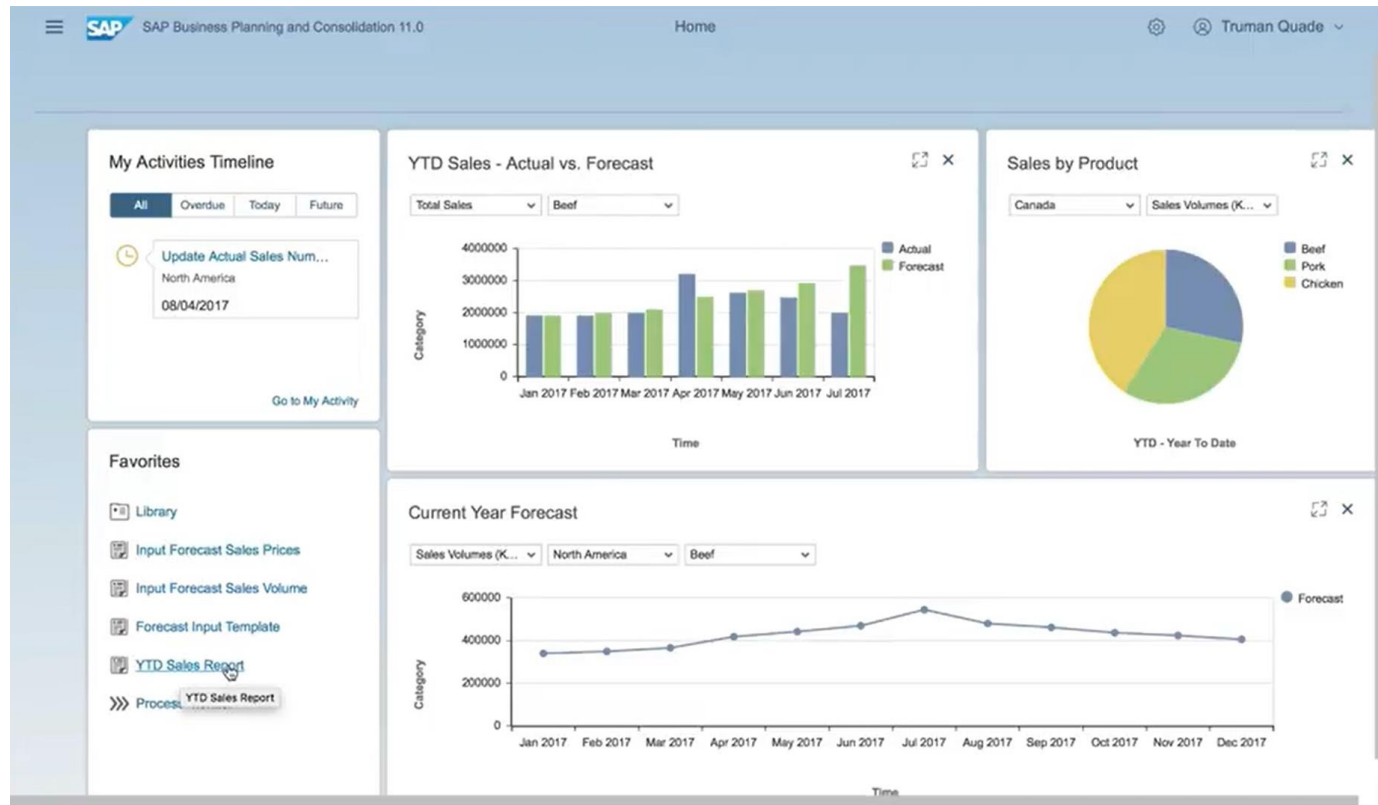 SAP SAP Business Planning and Consolidation 11.0
Home
Truman Quade
My Activities Timeline
All Overdue Today Future
Update Actual Sales Num...
North America
08/04/2017
Go to My Activity
Favorites
Library
Input Forecast Sales Prices
Input Forecast Sales Volume
Forecast Input Template
YTD Sales Report
YTD Sales Report
YTD Sales - Actual vs. Forecast
Total Sales Beef
Category
4000000
3000000
2000000
1000000
0
Jan 2017 Feb 2017 Mar 2017 Apr 2017 May 2017 Jun 2017 Jul 2017
Time
Actual
Forecast
Sales by Product
Canada Sales Volumes (K...
Beef
Pork
Chicken
YTD - Year To Date
Current Year Forecast
Sales Volumes (K... North America Beef
Category
600000
400000
200000
0
Jan 2017 Feb 2017 Mar 2017 Apr 2017 May 2017 Jun 2017 Jul 2017 Aug 2017 Sep 2017 Oct 2017 Nov 2017 Dec 2017
Time
Forecast